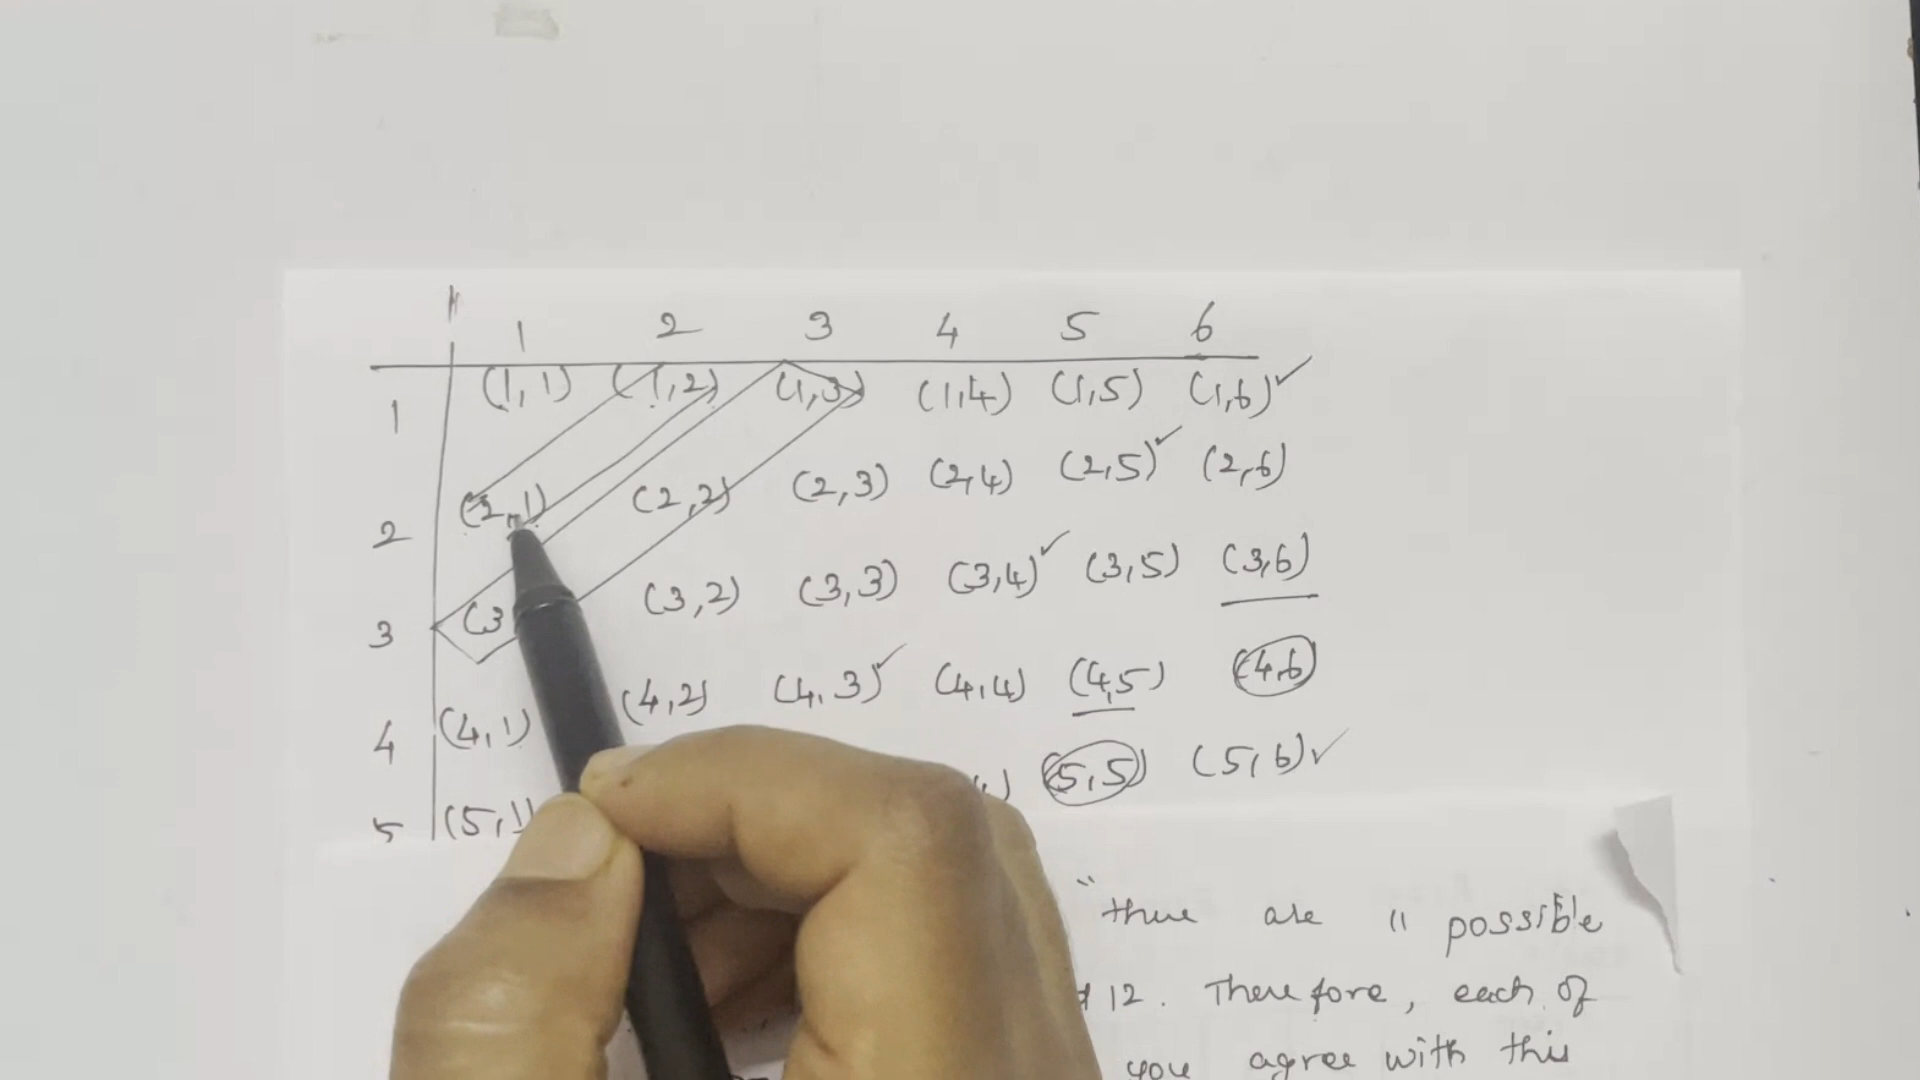 1 2 3 4 5 6
1 (1,1) (1,2) (1,3) (1,4) (1,5) (1,6)✓
2 (2,1) (2,2) (2,3) (2,4) (2,5)✓ (2,6)
3 (3 (3,2) (3,3) (3,4)✓ (3,5) (3,6)
4 (4,1) (4,2) (4,3)✓ (4,4) (4,5) (4,6)
5 (5,1) (5,5) (5,6)✓
"there are 11 possible
12. Therefore, each of
you agree with this